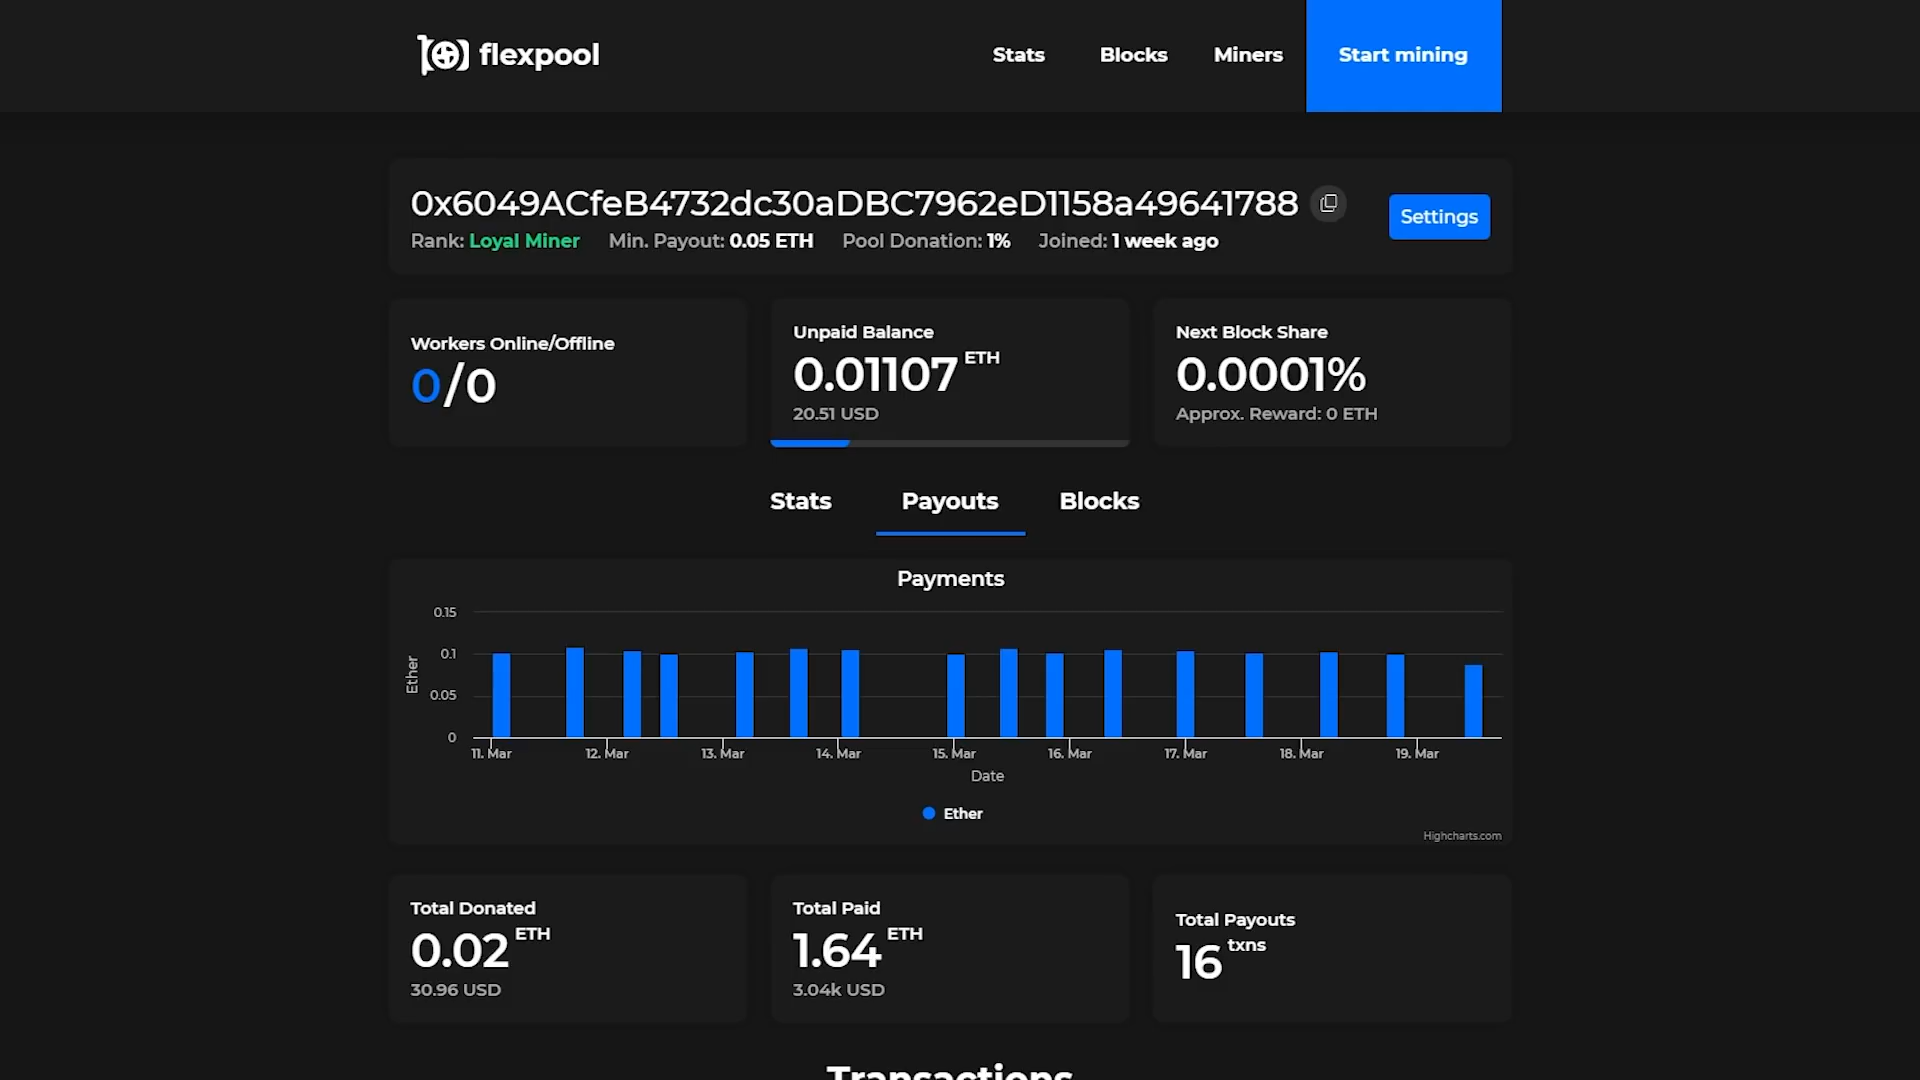 flexpool
Stats Blocks Miners Start mining
0x6049ACfeB4732dc30aDBC7962eD1158a49641788
Settings
Rank: Loyal Miner Min. Payout: 0.05 ETH Pool Donation: 1% Joined: 1 week ago
Workers Online/Offline
0/0
Unpaid Balance
0.01107 ETH
20.51 USD
Next Block Share
0.0001%
Approx. Reward: 0 ETH
Stats Payouts Blocks
Payments
Ether
0.15
0.1
0.05
0
11. Mar 12. Mar 13. Mar 14. Mar 15. Mar 16. Mar 17. Mar 18. Mar 19. Mar
Date
Ether
Highcharts.com
Total Donated
0.02 ETH
30.96 USD
Total Paid
1.64 ETH
3.04k USD
Total Payouts
16 txns
Transactions